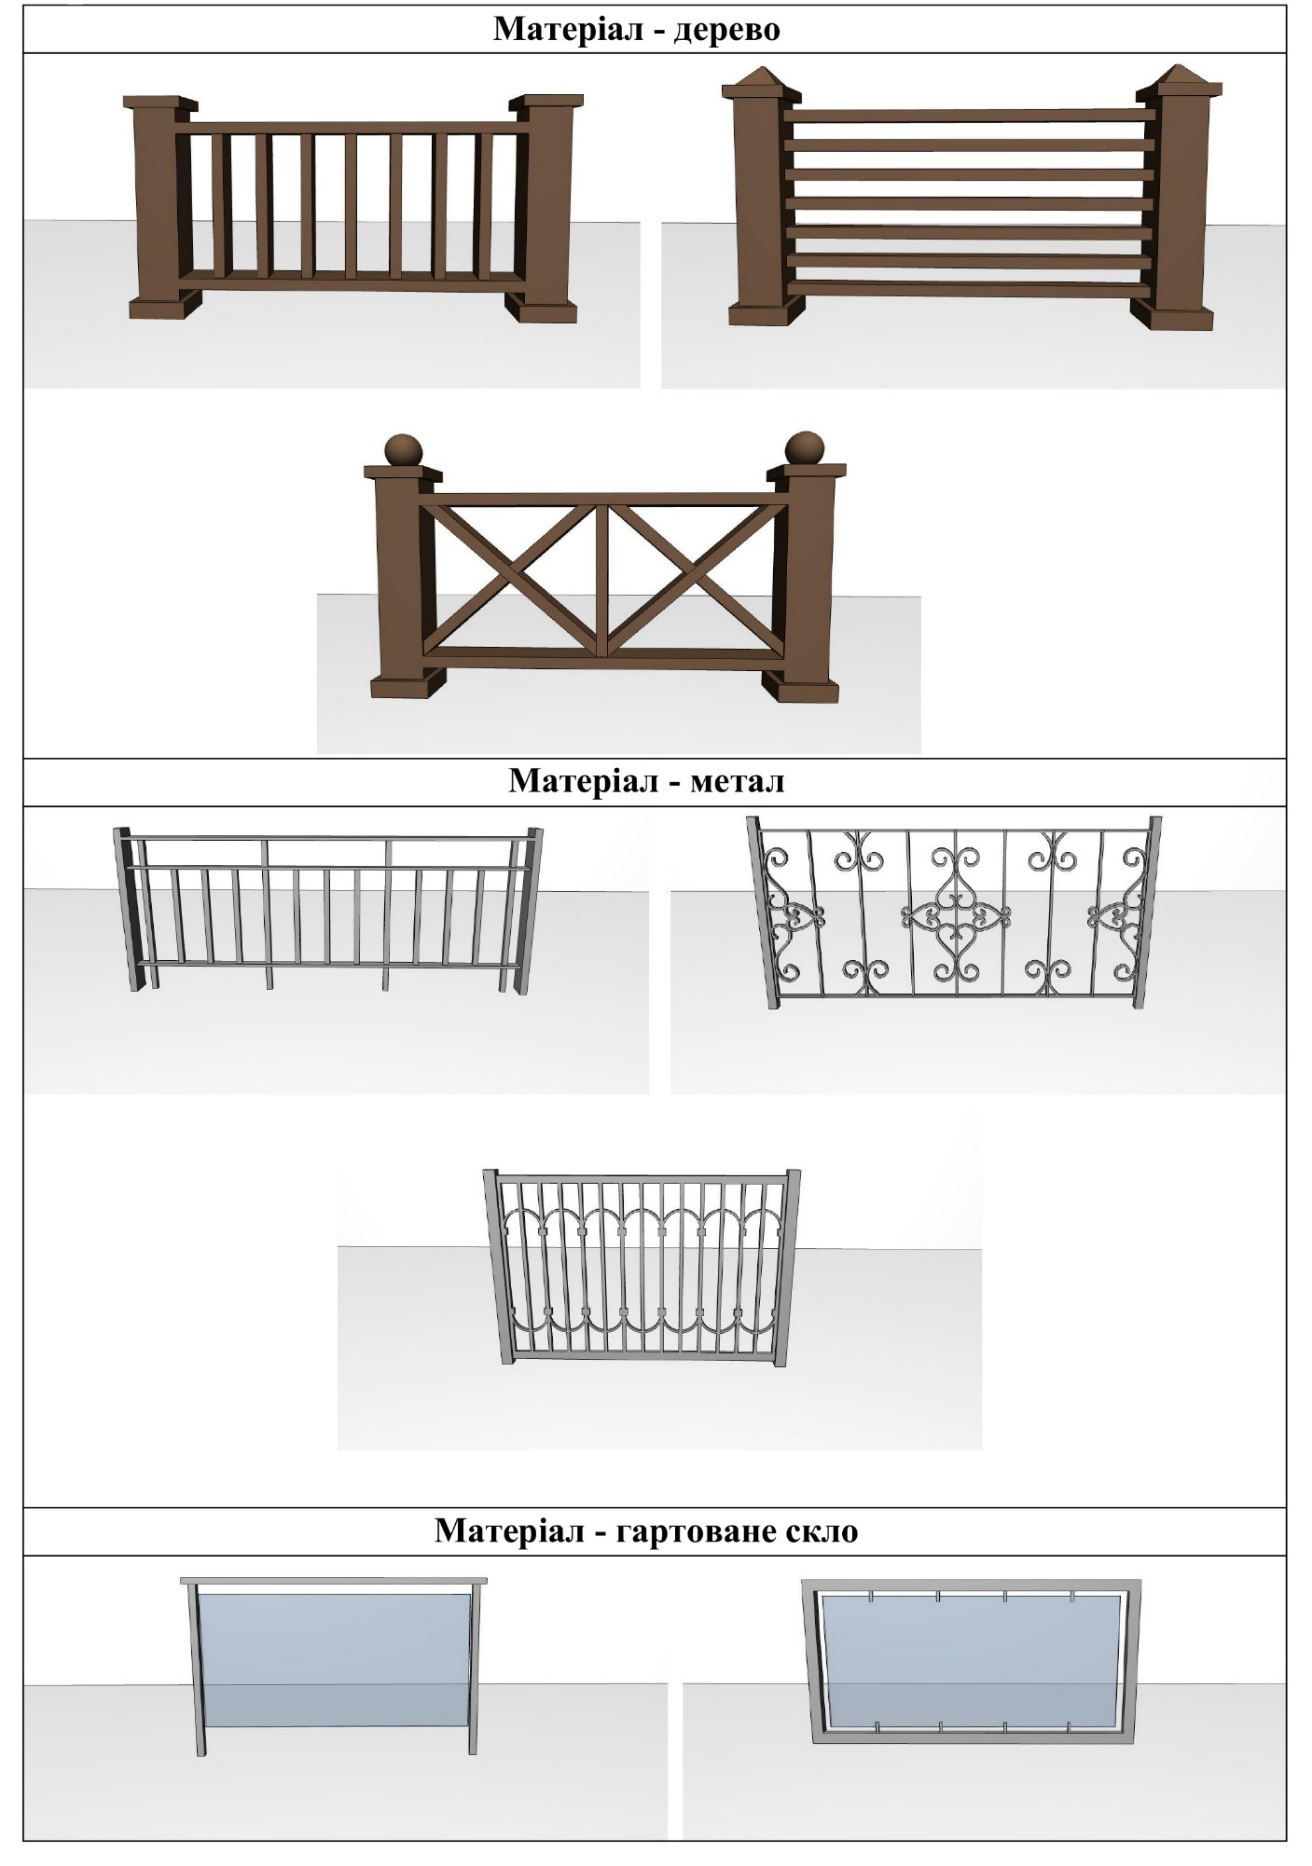 Матеріал - дерево
Матеріал - метал
Матеріал - гартоване скло